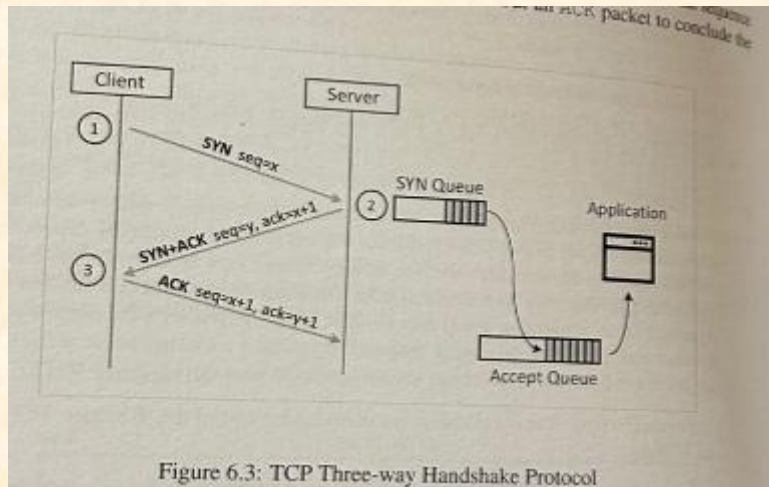 ACK packet to conclude the
Client
Server
1
SYN seq=x
SYN Queue
2
Application
SYN+ACK seq=y, ack=x+1
3
ACK seq=x+1, ack=y+1
Accept Queue
Figure 6.3: TCP Three-way Handshake Protocol